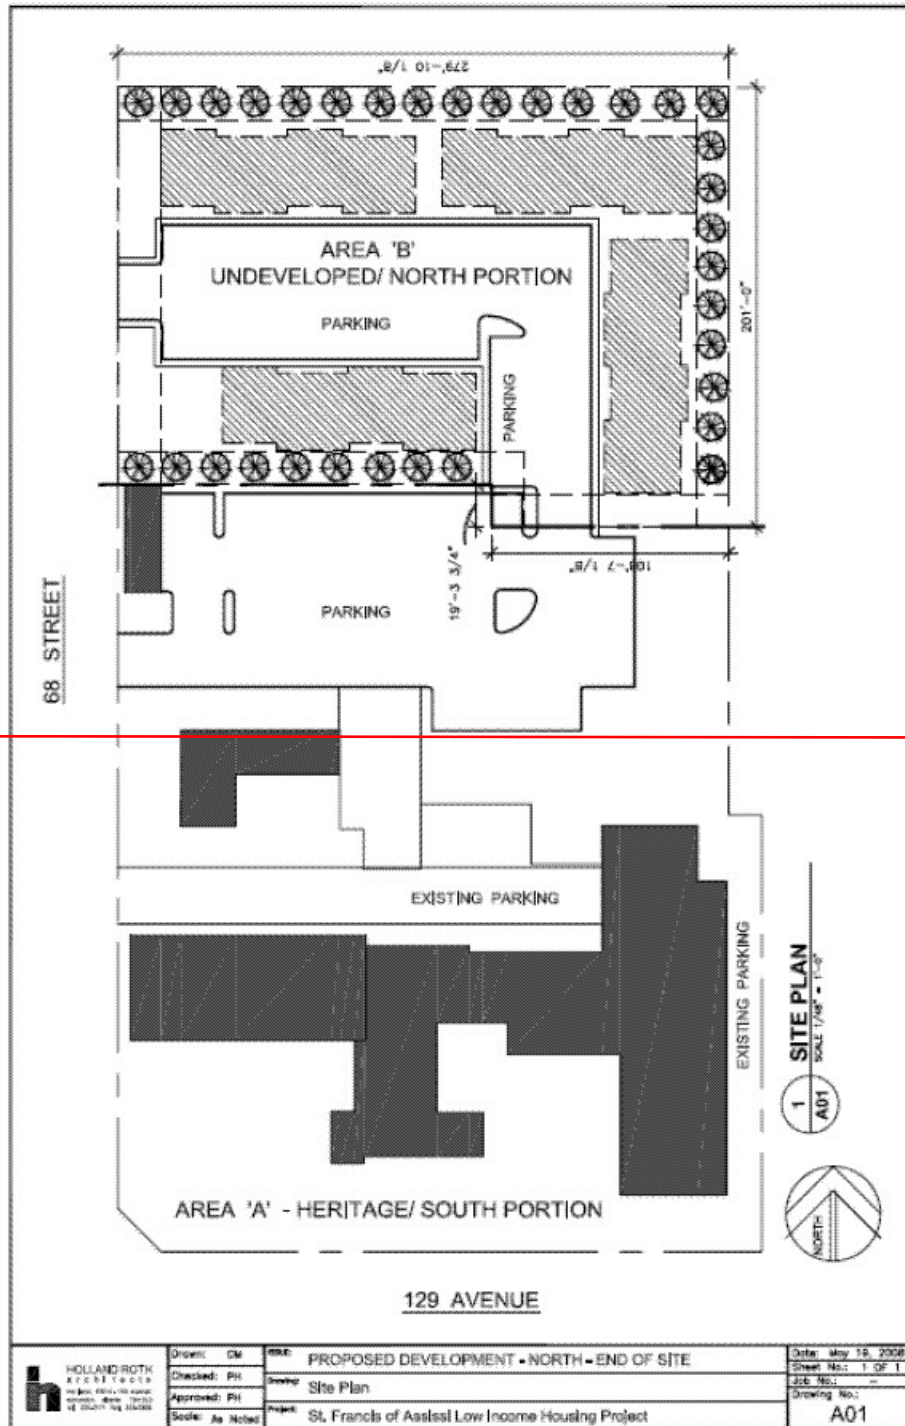 279'-10 1/8"
AREA 'B'
UNDEVELOPED/ NORTH PORTION
PARKING
PARKING
201'-0"
19'-3 3/4"
108'-7 1/8"
68 STREET
PARKING
EXISTING PARKING
EXISTING PARKING
1
A01
SITE PLAN
SCALE 1/48" = 1'-0"
NORTH
AREA 'A' - HERITAGE/ SOUTH PORTION
129 AVENUE
HOLLAND ROTH
architects
Drawn: CM
Checked: PH
Approved: PH
Scale: As Noted
ISSUE: PROPOSED DEVELOPMENT - NORTH - END OF SITE
Drawing: Site Plan
Project: St. Francis of Assissi Low Income Housing Project
Date: May 19, 2008
Sheet No.: 1 OF 1
Job No.: --
Drawing No.:
A01